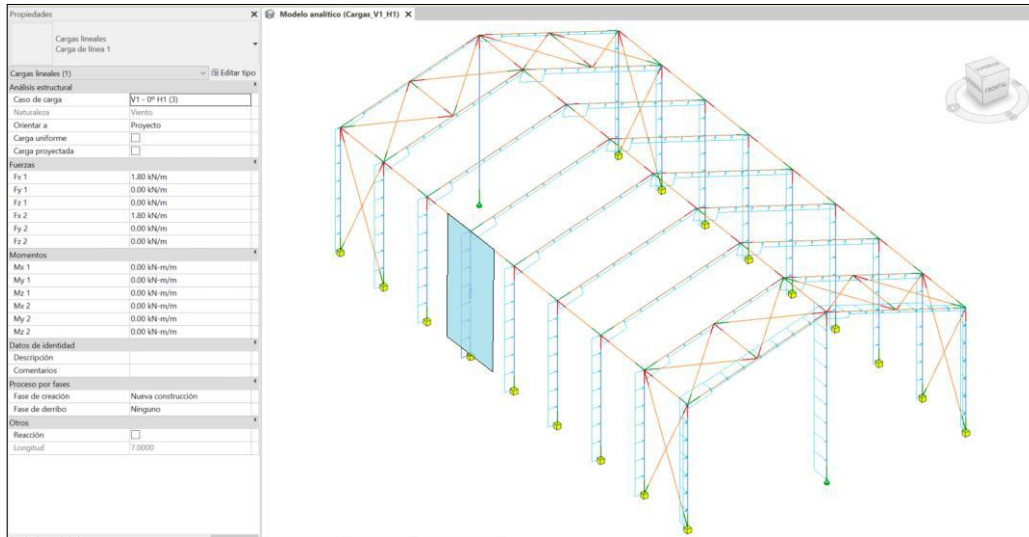 Propiedades
Modelo analítico (Cargas_V1_H1)
Cargas lineales
Carga de línea 1
Cargas lineales (1)
Editar tipo
Análisis estructural
Caso de carga V1 - 0º H1 (3)
Naturaleza Viento
Orientar a Proyecto
Carga uniforme
Carga proyectada
Fuerzas
Fx 1 1.80 kN/m
Fy 1 0.00 kN/m
Fz 1 0.00 kN/m
Fx 2 1.80 kN/m
Fy 2 0.00 kN/m
Fz 2 0.00 kN/m
Momentos
Mx 1 0.00 kN-m/m
My 1 0.00 kN-m/m
Mz 1 0.00 kN-m/m
Mx 2 0.00 kN-m/m
My 2 0.00 kN-m/m
Mz 2 0.00 kN-m/m
Datos de identidad
Descripción
Comentarios
Proceso por fases
Fase de creación Nueva construcción
Fase de derribo Ninguno
Otros
Reacción
Longitud 7.0000
SUPERIOR
FRONTAL